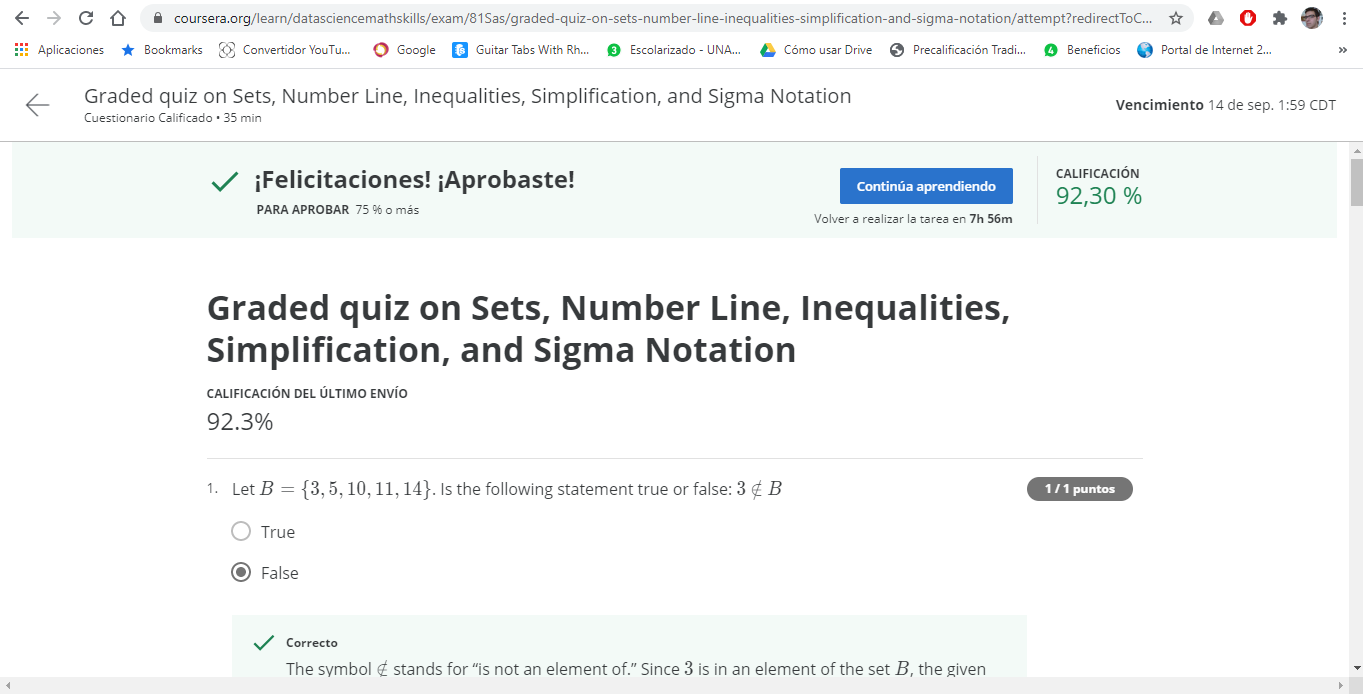 coursera.org/learn/datasciencemathskills/exam/81Sas/graded-quiz-on-sets-number-line-inequalities-simplification-and-sigma-notation/attempt?redirectToC...
Aplicaciones Bookmarks Convertidor YouTu... Google Guitar Tabs With Rh... 3 Escolarizado - UNA... Cómo usar Drive Precalificación Tradi... 4 Beneficios Portal de Internet 2... »
Graded quiz on Sets, Number Line, Inequalities, Simplification, and Sigma Notation
Cuestionario Calificado • 35 min
Vencimiento 14 de sep. 1:59 CDT
¡Felicitaciones! ¡Aprobaste!
PARA APROBAR 75 % o más
Continúa aprendiendo
Volver a realizar la tarea en 7h 56m
CALIFICACIÓN
92,30 %
Graded quiz on Sets, Number Line, Inequalities,
Simplification, and Sigma Notation
CALIFICACIÓN DEL ÚLTIMO ENVÍO
92.3%
1. Let B = {3, 5, 10, 11, 14}. Is the following statement true or false: 3 ∉ B
1 / 1 puntos
True
False
Correcto
The symbol ∉ stands for “is not an element of.” Since 3 is in an element of the set B, the given